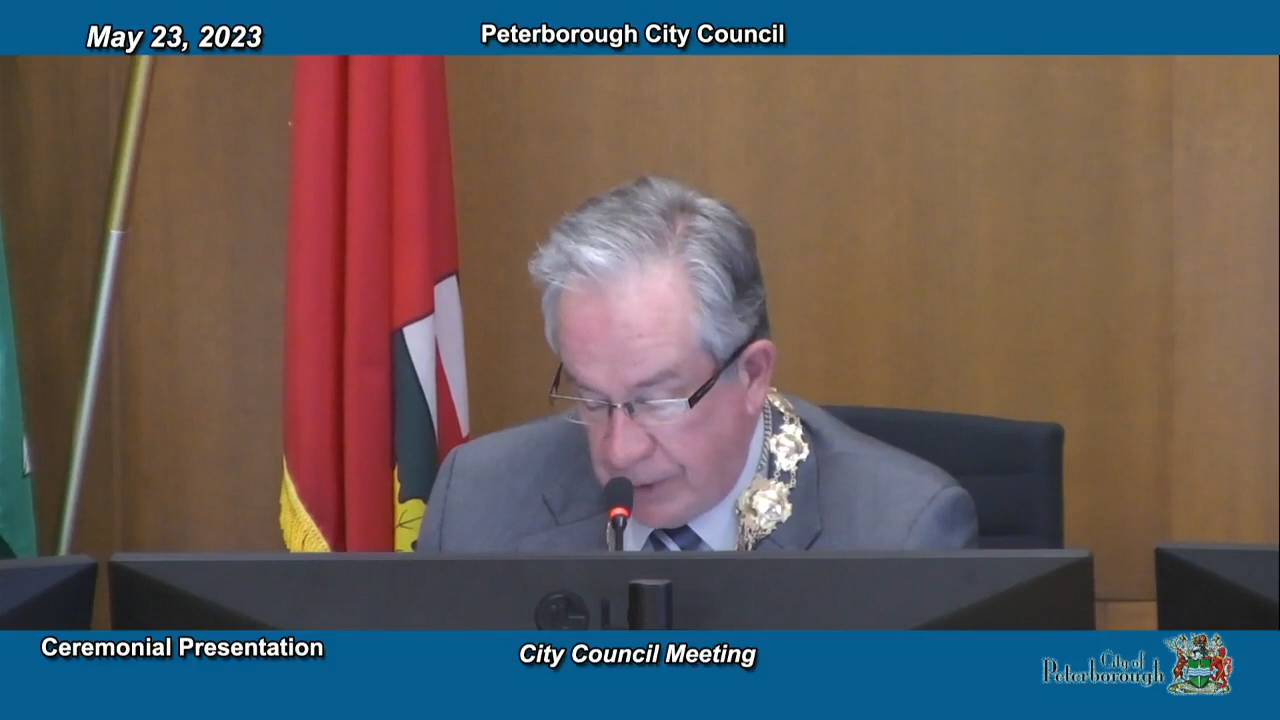 May 23, 2023
Peterborough City Council
Ceremonial Presentation
City Council Meeting
City of
Peterborough